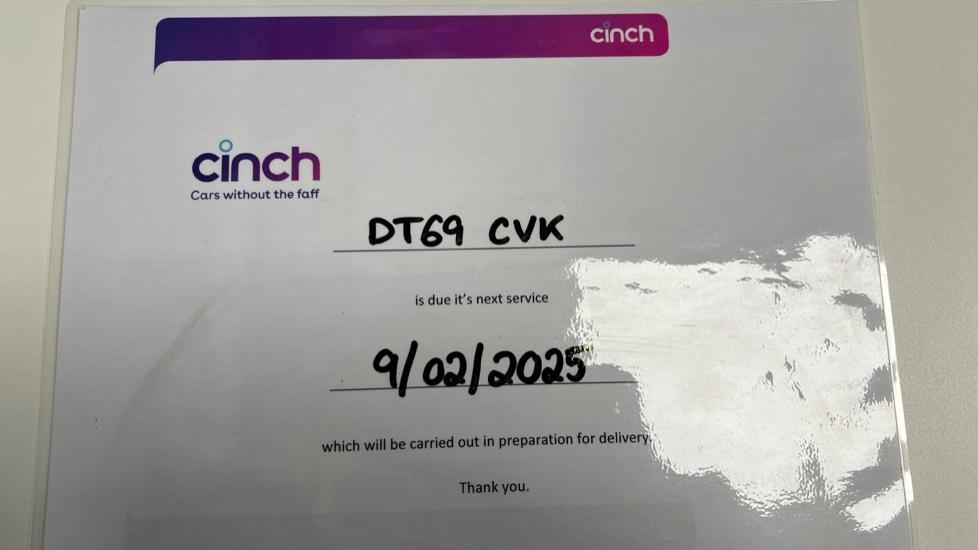 cinch
cinch
Cars without the faff
DT69 CVK
is due it's next service
9/02/2025
which will be carried out in preparation for delivery.
Thank you.